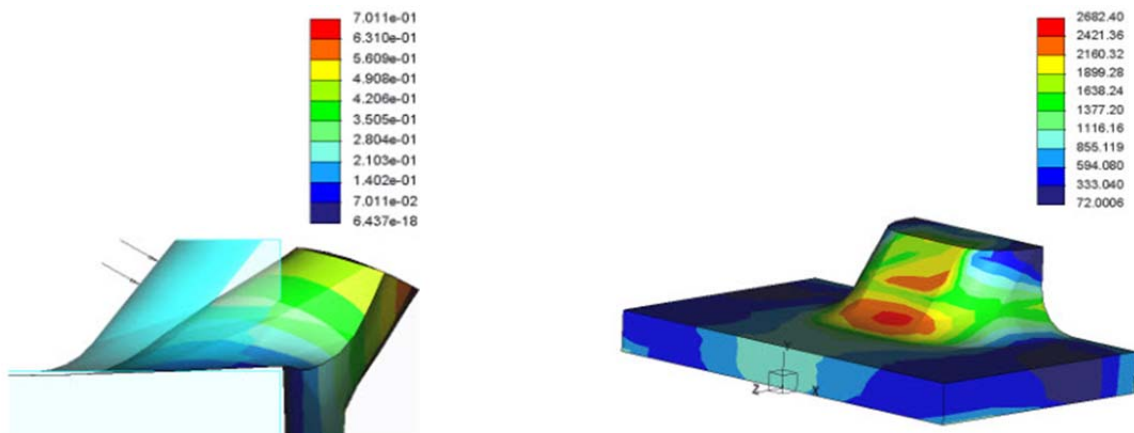 7.011e-01
6.310e-01
5.609e-01
4.908e-01
4.206e-01
3.505e-01
2.804e-01
2.103e-01
1.402e-01
7.011e-02
6.437e-18
2682.40
2421.36
2160.32
1899.28
1638.24
1377.20
1116.16
855.119
594.080
333.040
72.0006
Y
Z
X